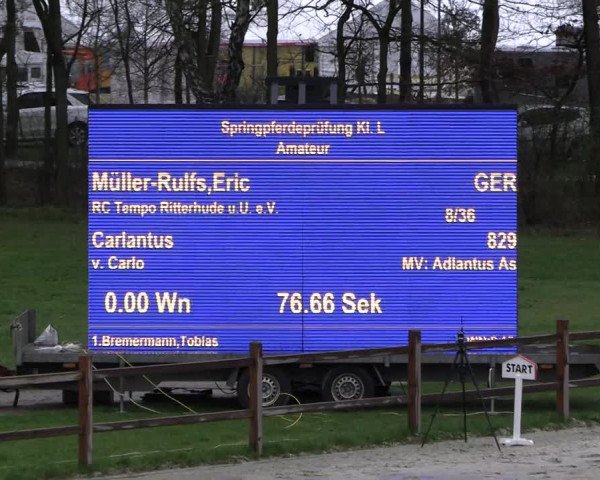 Springpferdeprüfung Kl. L
Amateur
Müller-Rulfs,Eric GER
RC Tempo Ritterhude u.U. e.V.
8/36
Carlantus 829
v. Carlo MV: Adlantus As
0.00 Wn 76.66 Sek
1.Bremermann,Tobias
START